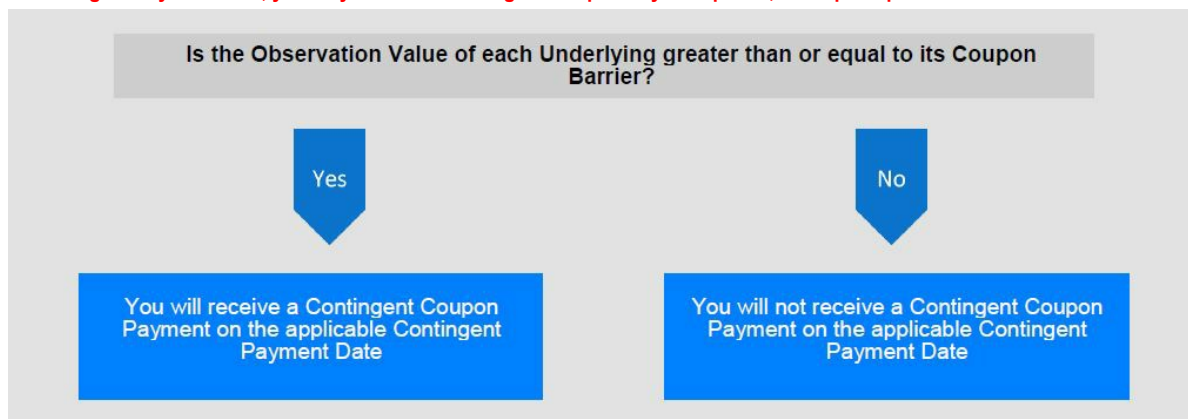 Is the Observation Value of each Underlying greater than or equal to its Coupon
Barrier?
Yes
No
You will receive a Contingent Coupon
Payment on the applicable Contingent
Payment Date
You will not receive a Contingent Coupon
Payment on the applicable Contingent
Payment Date